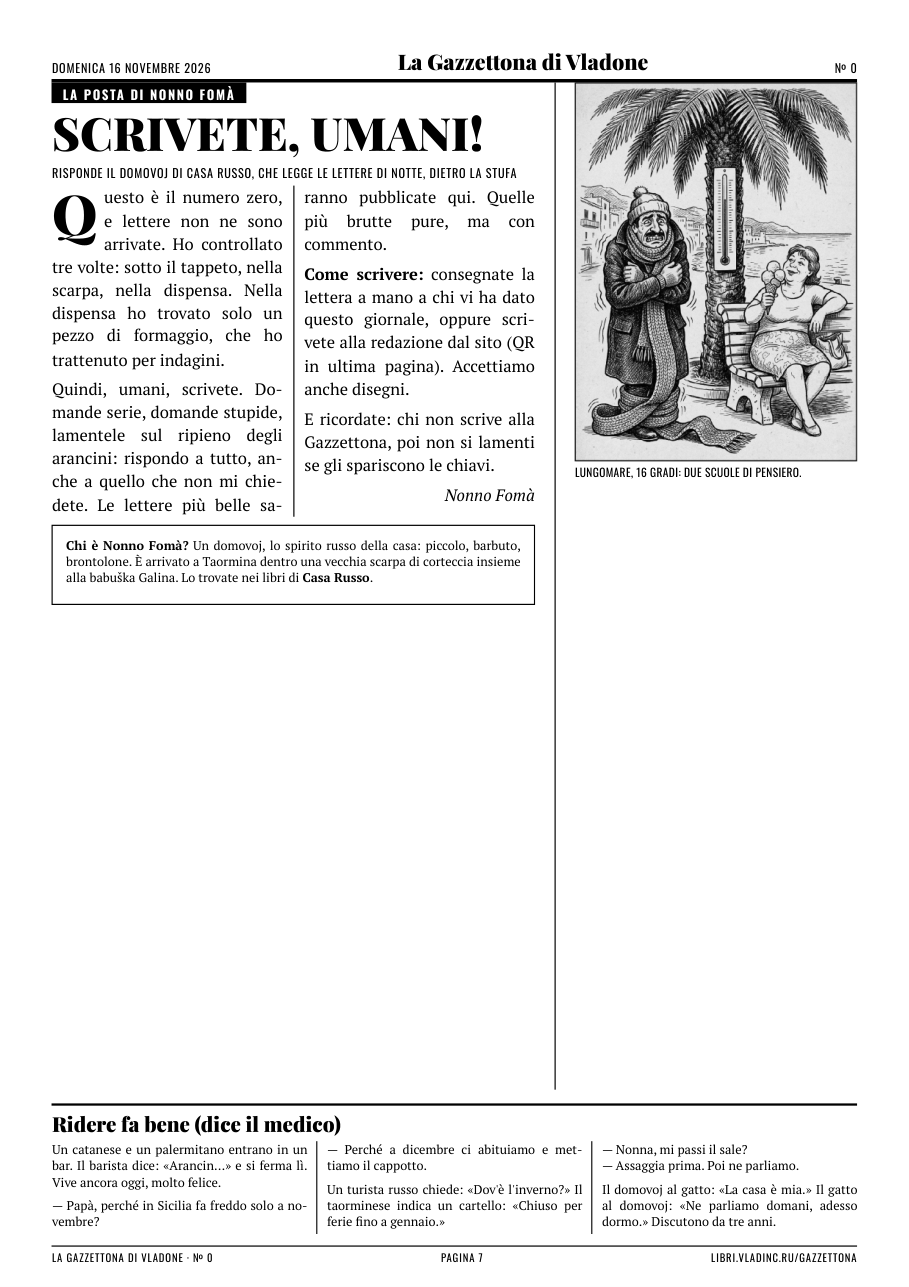 DOMENICA 16 NOVEMBRE 2026
La Gazzettona di Vladone
Nº 0
LA POSTA DI NONNO FOMÀ
SCRIVETE, UMANI!
RISPONDE IL DOMOVOJ DI CASA RUSSO, CHE LEGGE LE LETTERE DI NOTTE, DIETRO LA STUFA
Questo è il numero zero,
e lettere non ne sono
arrivate. Ho controllato
tre volte: sotto il tappeto, nella
scarpa, nella dispensa. Nella
dispensa ho trovato solo un
pezzo di formaggio, che ho
trattenuto per indagini.
Quindi, umani, scrivete. Do-
mande serie, domande stupide,
lamentele sul ripieno degli
arancini: rispondo a tutto, an-
che a quello che non mi chie-
dete. Le lettere più belle sa-
ranno pubblicate qui. Quelle
più brutte pure, ma con
commento.
Come scrivere: consegnate la
lettera a mano a chi vi ha dato
questo giornale, oppure scri-
vete alla redazione dal sito (QR
in ultima pagina). Accettiamo
anche disegni.
E ricordate: chi non scrive alla
Gazzettona, poi non si lamenti
se gli spariscono le chiavi.
Nonno Fomà
Chi è Nonno Fomà? Un domovoj, lo spirito russo della casa: piccolo, barbuto,
brontolone. È arrivato a Taormina dentro una vecchia scarpa di corteccia insieme
alla babuška Galina. Lo trovate nei libri di Casa Russo.
LUNGOMARE, 16 GRADI: DUE SCUOLE DI PENSIERO.
Ridere fa bene (dice il medico)
Un catanese e un palermitano entrano in un
bar. Il barista dice: «Arancin...» e si ferma lì.
Vive ancora oggi, molto felice.
— Papà, perché in Sicilia fa freddo solo a no-
vembre?
— Perché a dicembre ci abituiamo e met-
tiamo il cappotto.
Un turista russo chiede: «Dov'è l'inverno?» Il
taorminese indica un cartello: «Chiuso per
ferie fino a gennaio.»
— Nonna, mi passi il sale?
— Assaggia prima. Poi ne parliamo.
Il domovoj al gatto: «La casa è mia.» Il gatto
al domovoj: «Ne parliamo domani, adesso
dormo.» Discutono da tre anni.
LA GAZZETTONA DI VLADONE · Nº 0
PAGINA 7
LIBRI.VLADINC.RU/GAZZETTONA